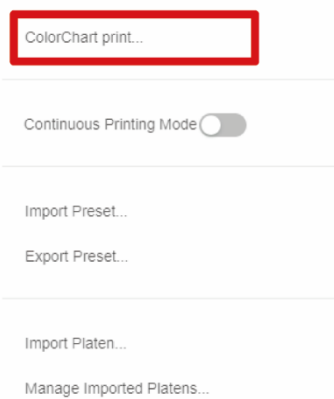 ColorChart print...
Continuous Printing Mode
Import Preset...
Export Preset...
Import Platen...
Manage Imported Platens...